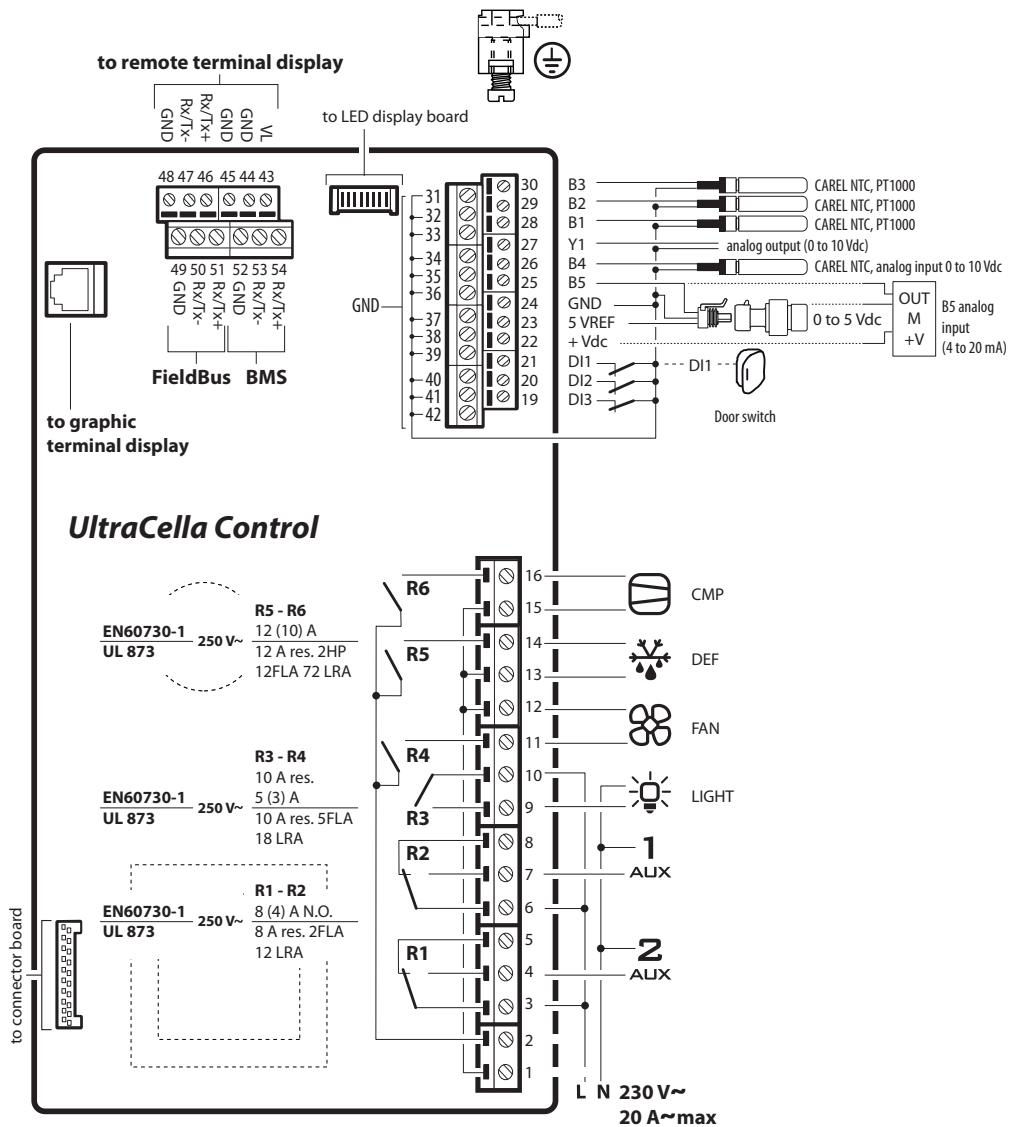 to remote terminal display
GND
Rx/Tx-
Rx/Tx+
GND
GND
VL
to LED display board
48 47 46 45 44 43
49 50 51 52 53 54
GND
Rx/Tx-
Rx/Tx+
GND
Rx/Tx-
Rx/Tx+
FieldBus BMS
to graphic
terminal display
GND
31
32
33
34
35
36
37
38
39
40
41
42
30 B3 CAREL NTC, PT1000
29 B2 CAREL NTC, PT1000
28 B1 CAREL NTC, PT1000
27 Y1 analog output (0 to 10 Vdc)
26 B4 CAREL NTC, analog input 0 to 10 Vdc
25 B5
24 GND
23 5 VREF
22 + Vdc
21 DI1
20 DI2
19 DI3
0 to 5 Vdc
OUT
M
+V
B5 analog
input
(4 to 20 mA)
DI1
Door switch
UltraCella Control
EN60730-1
UL 873
250 V~
R5 - R6
12 (10) A
12 A res. 2HP
12FLA 72 LRA
EN60730-1
UL 873
250 V~
R3 - R4
10 A res.
5 (3) A
10 A res. 5FLA
18 LRA
EN60730-1
UL 873
250 V~
R1 - R2
8 (4) A N.O.
8 A res. 2FLA
12 LRA
to connector board
R6
R5
R4
R3
R2
R1
16
15
14
13
12
11
10
9
8
7
6
5
4
3
2
1
CMP
DEF
FAN
LIGHT
1
AUX
2
AUX
L N 230 V~
20 A~max